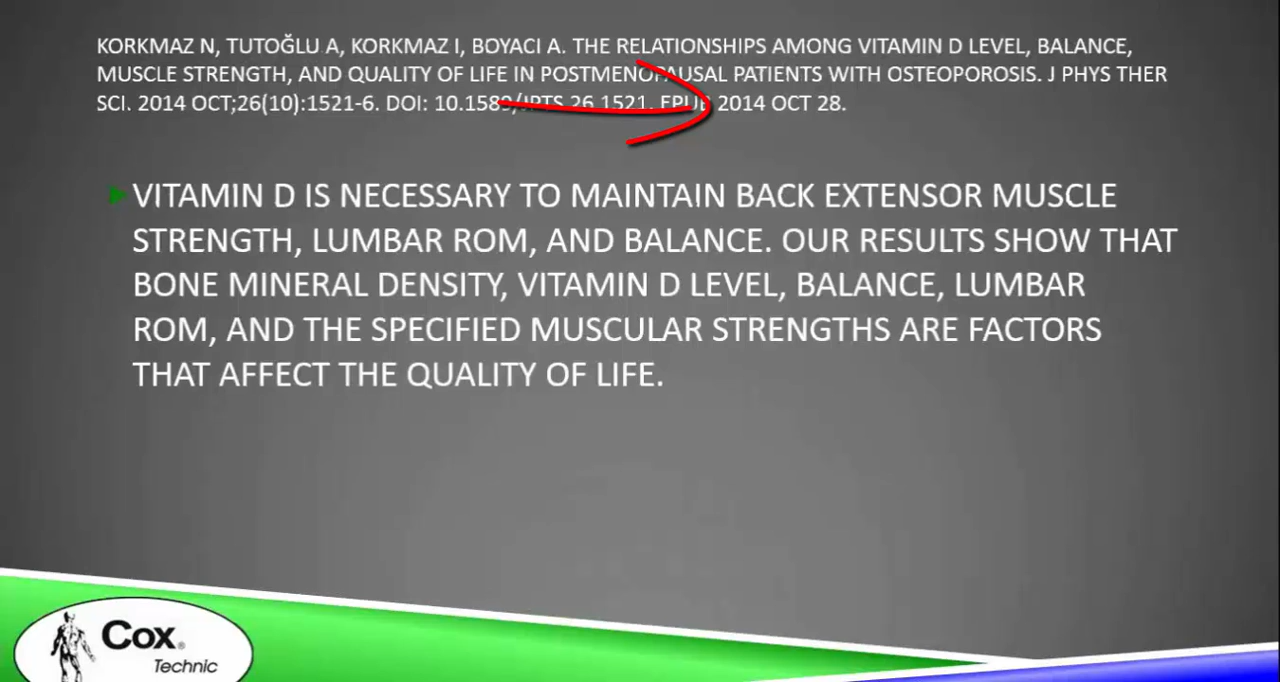 KORKMAZ N, TUTOĞLU A, KORKMAZ I, BOYACI A. THE RELATIONSHIPS AMONG VITAMIN D LEVEL, BALANCE,
MUSCLE STRENGTH, AND QUALITY OF LIFE IN POSTMENOPAUSAL PATIENTS WITH OSTEOPOROSIS. J PHYS THER
SCI. 2014 OCT;26(10):1521-6. DOI: 10.1589/JPTS.26.1521. EPUB 2014 OCT 28.
VITAMIN D IS NECESSARY TO MAINTAIN BACK EXTENSOR MUSCLE
STRENGTH, LUMBAR ROM, AND BALANCE. OUR RESULTS SHOW THAT
BONE MINERAL DENSITY, VITAMIN D LEVEL, BALANCE, LUMBAR
ROM, AND THE SPECIFIED MUSCULAR STRENGTHS ARE FACTORS
THAT AFFECT THE QUALITY OF LIFE.
Cox®
Technic